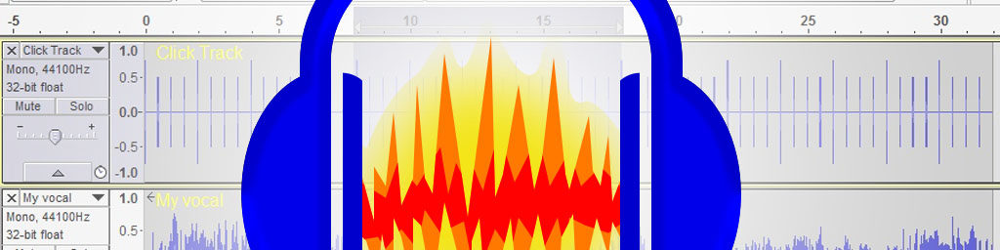 -5 0 5 10 15 25 30
X Click Track 1.0 Click Track
Mono, 44100Hz
32-bit float 0.5-
Mute Solo 0.0-
- + -0.5-
-1.0
X My vocal 1.0 My vocal
Mono, 44100Hz
32-bit float 0.5-